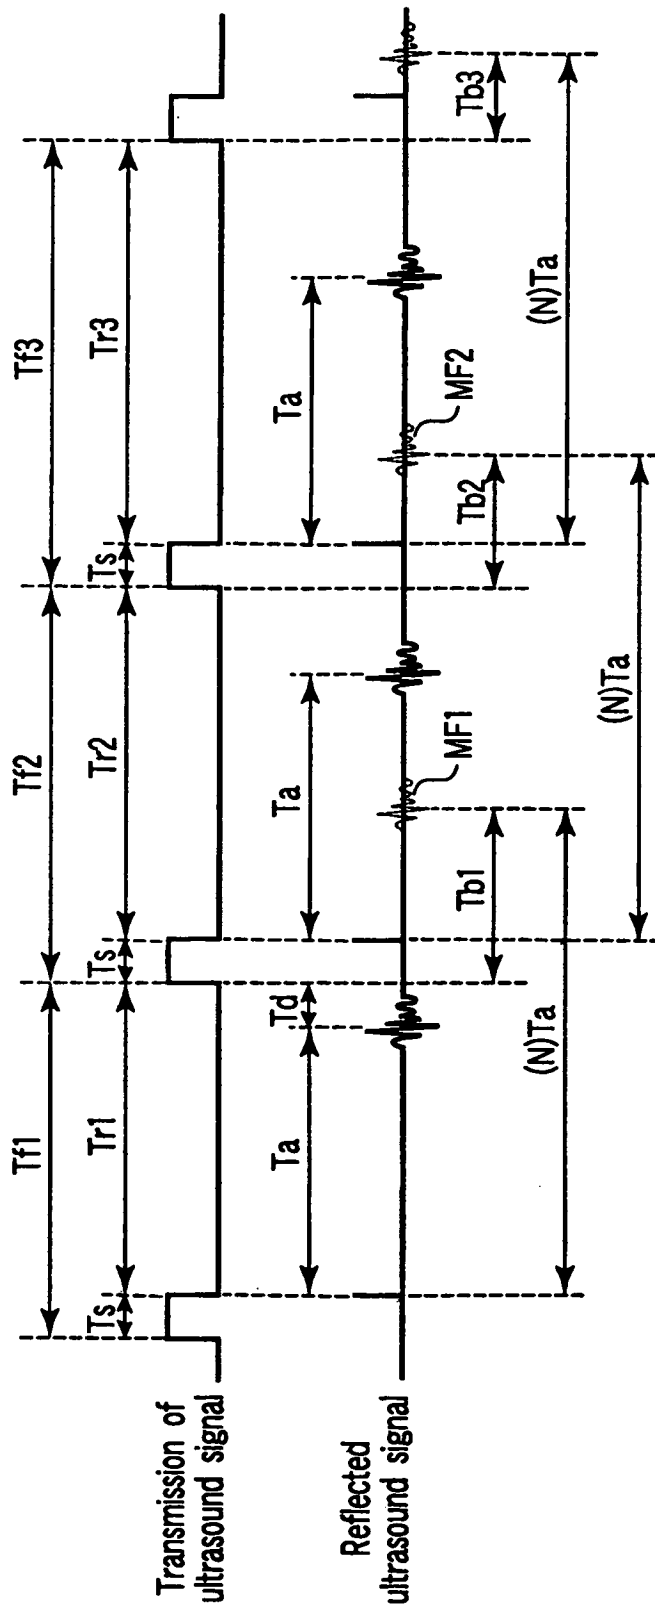 Tf1
Tf2
Tf3
Ts
Tr1
Ts
Tr2
Ts
Tr3
Transmission of
ultrasound signal
Ta
Td
Ta
Ta
Reflected
ultrasound signal
MF1
MF2
Tb1
Tb2
Tb3
(N)Ta
(N)Ta
(N)Ta